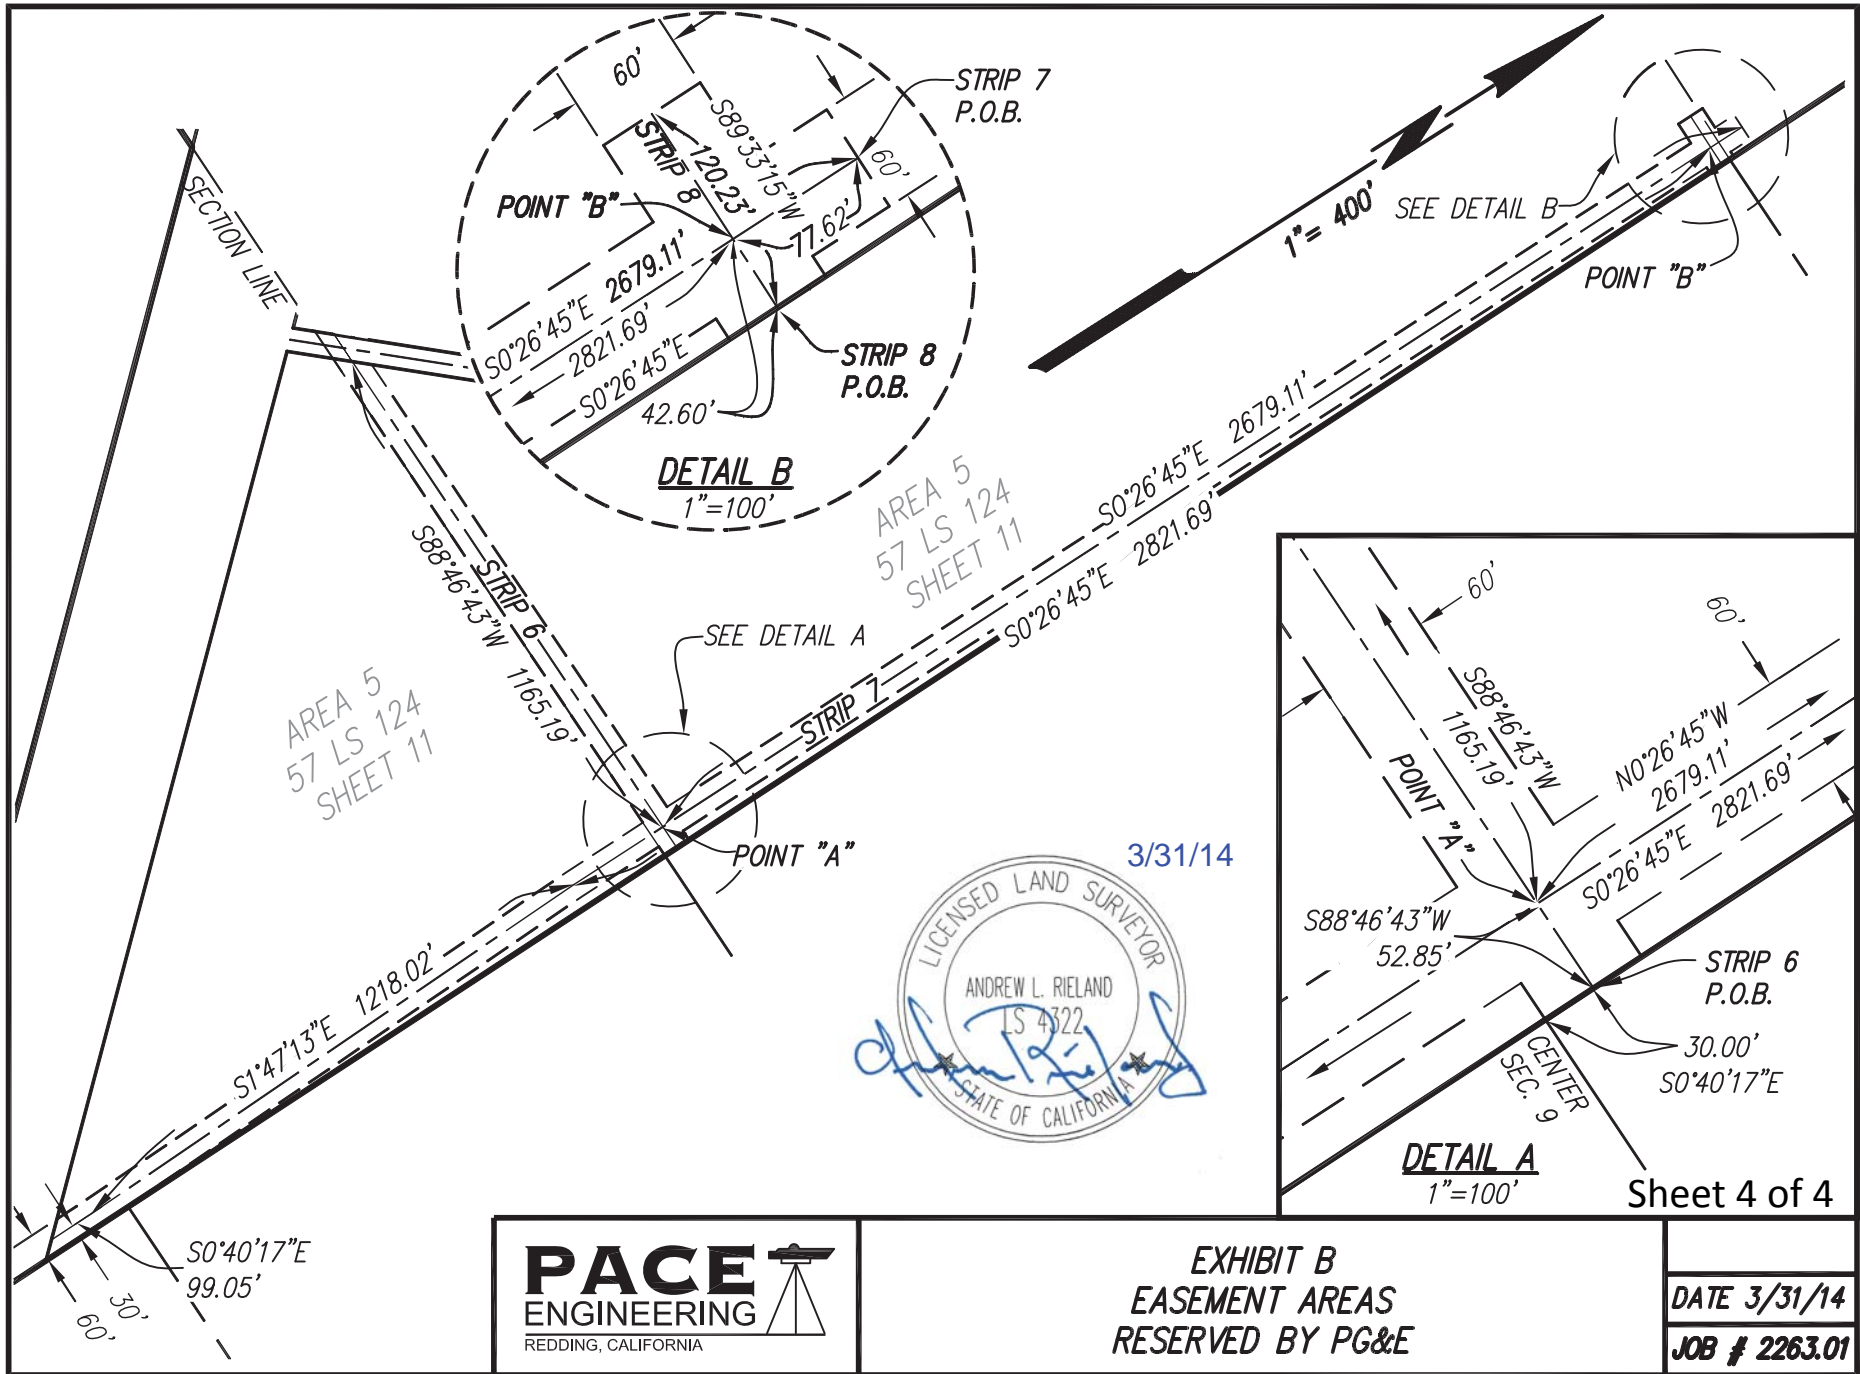 60'
STRIP 7
P.O.B.
S89°33'15"W
STRIP 8
120.23'
60'
POINT "B"
77.62'
S0°26'45"E 2679.11'
2821.69'
S0°26'45"E
42.60'
STRIP 8
P.O.B.
DETAIL B
1"=100'
SECTION LINE
1"= 400'
SEE DETAIL B
POINT "B"
S0°26'45"E 2679.11'
S0°26'45"E 2821.69'
AREA 5
57 LS 124
SHEET 11
STRIP 6
S88°46'43"W 1165.19'
SEE DETAIL A
STRIP 7
AREA 5
57 LS 124
SHEET 11
POINT "A"
S1°47'13"E 1218.02'
S0°40'17"E
99.05'
30'
60'
3/31/14
LICENSED LAND SURVEYOR
ANDREW L. RIELAND
LS 4322
STATE OF CALIFORNIA
60'
60'
S88°46'43"W
1165.19'
POINT "A"
N0°26'45"W
2679.11'
S0°26'45"E 2821.69'
S88°46'43"W
52.85'
STRIP 6
P.O.B.
30.00'
S0°40'17"E
CENTER
SEC. 9
DETAIL A
1"=100'
Sheet 4 of 4
PACE
ENGINEERING
REDDING, CALIFORNIA
EXHIBIT B
EASEMENT AREAS
RESERVED BY PG&E
DATE 3/31/14
JOB # 2263.01